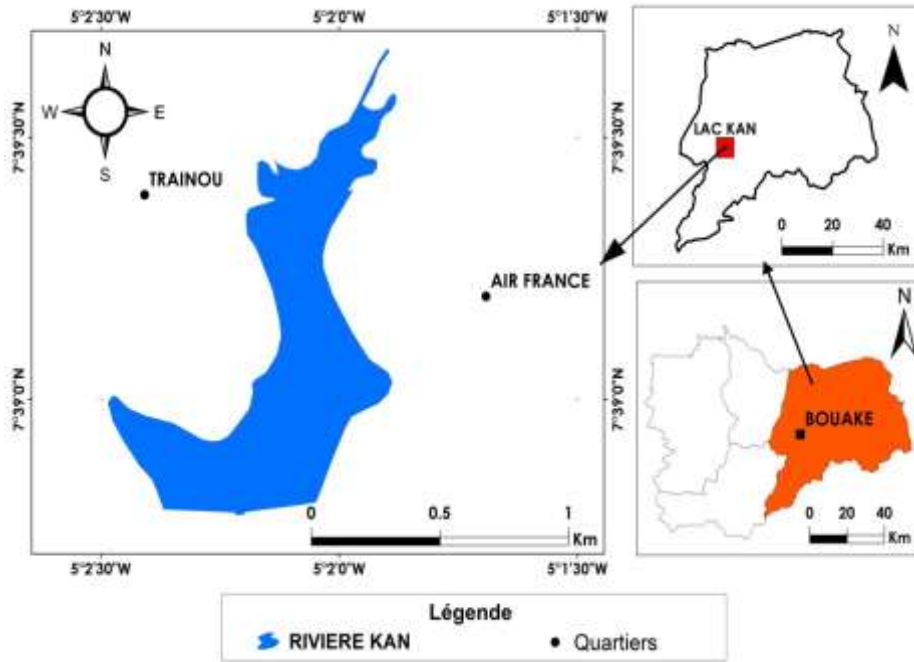 5°2'30"W 5°2'0"W 5°1'30"W
N
W E
S
7°39'30"N
7°39'0"N
TRAINOU
AIR FRANCE
0 0.5 1
Km
5°2'30"W 5°2'0"W 5°1'30"W
7°39'30"N
7°39'0"N
N
LAC KAN
0 20 40
Km
N
BOUAKE
0 20 40
Km
Légende
RIVIERE KAN Quartiers